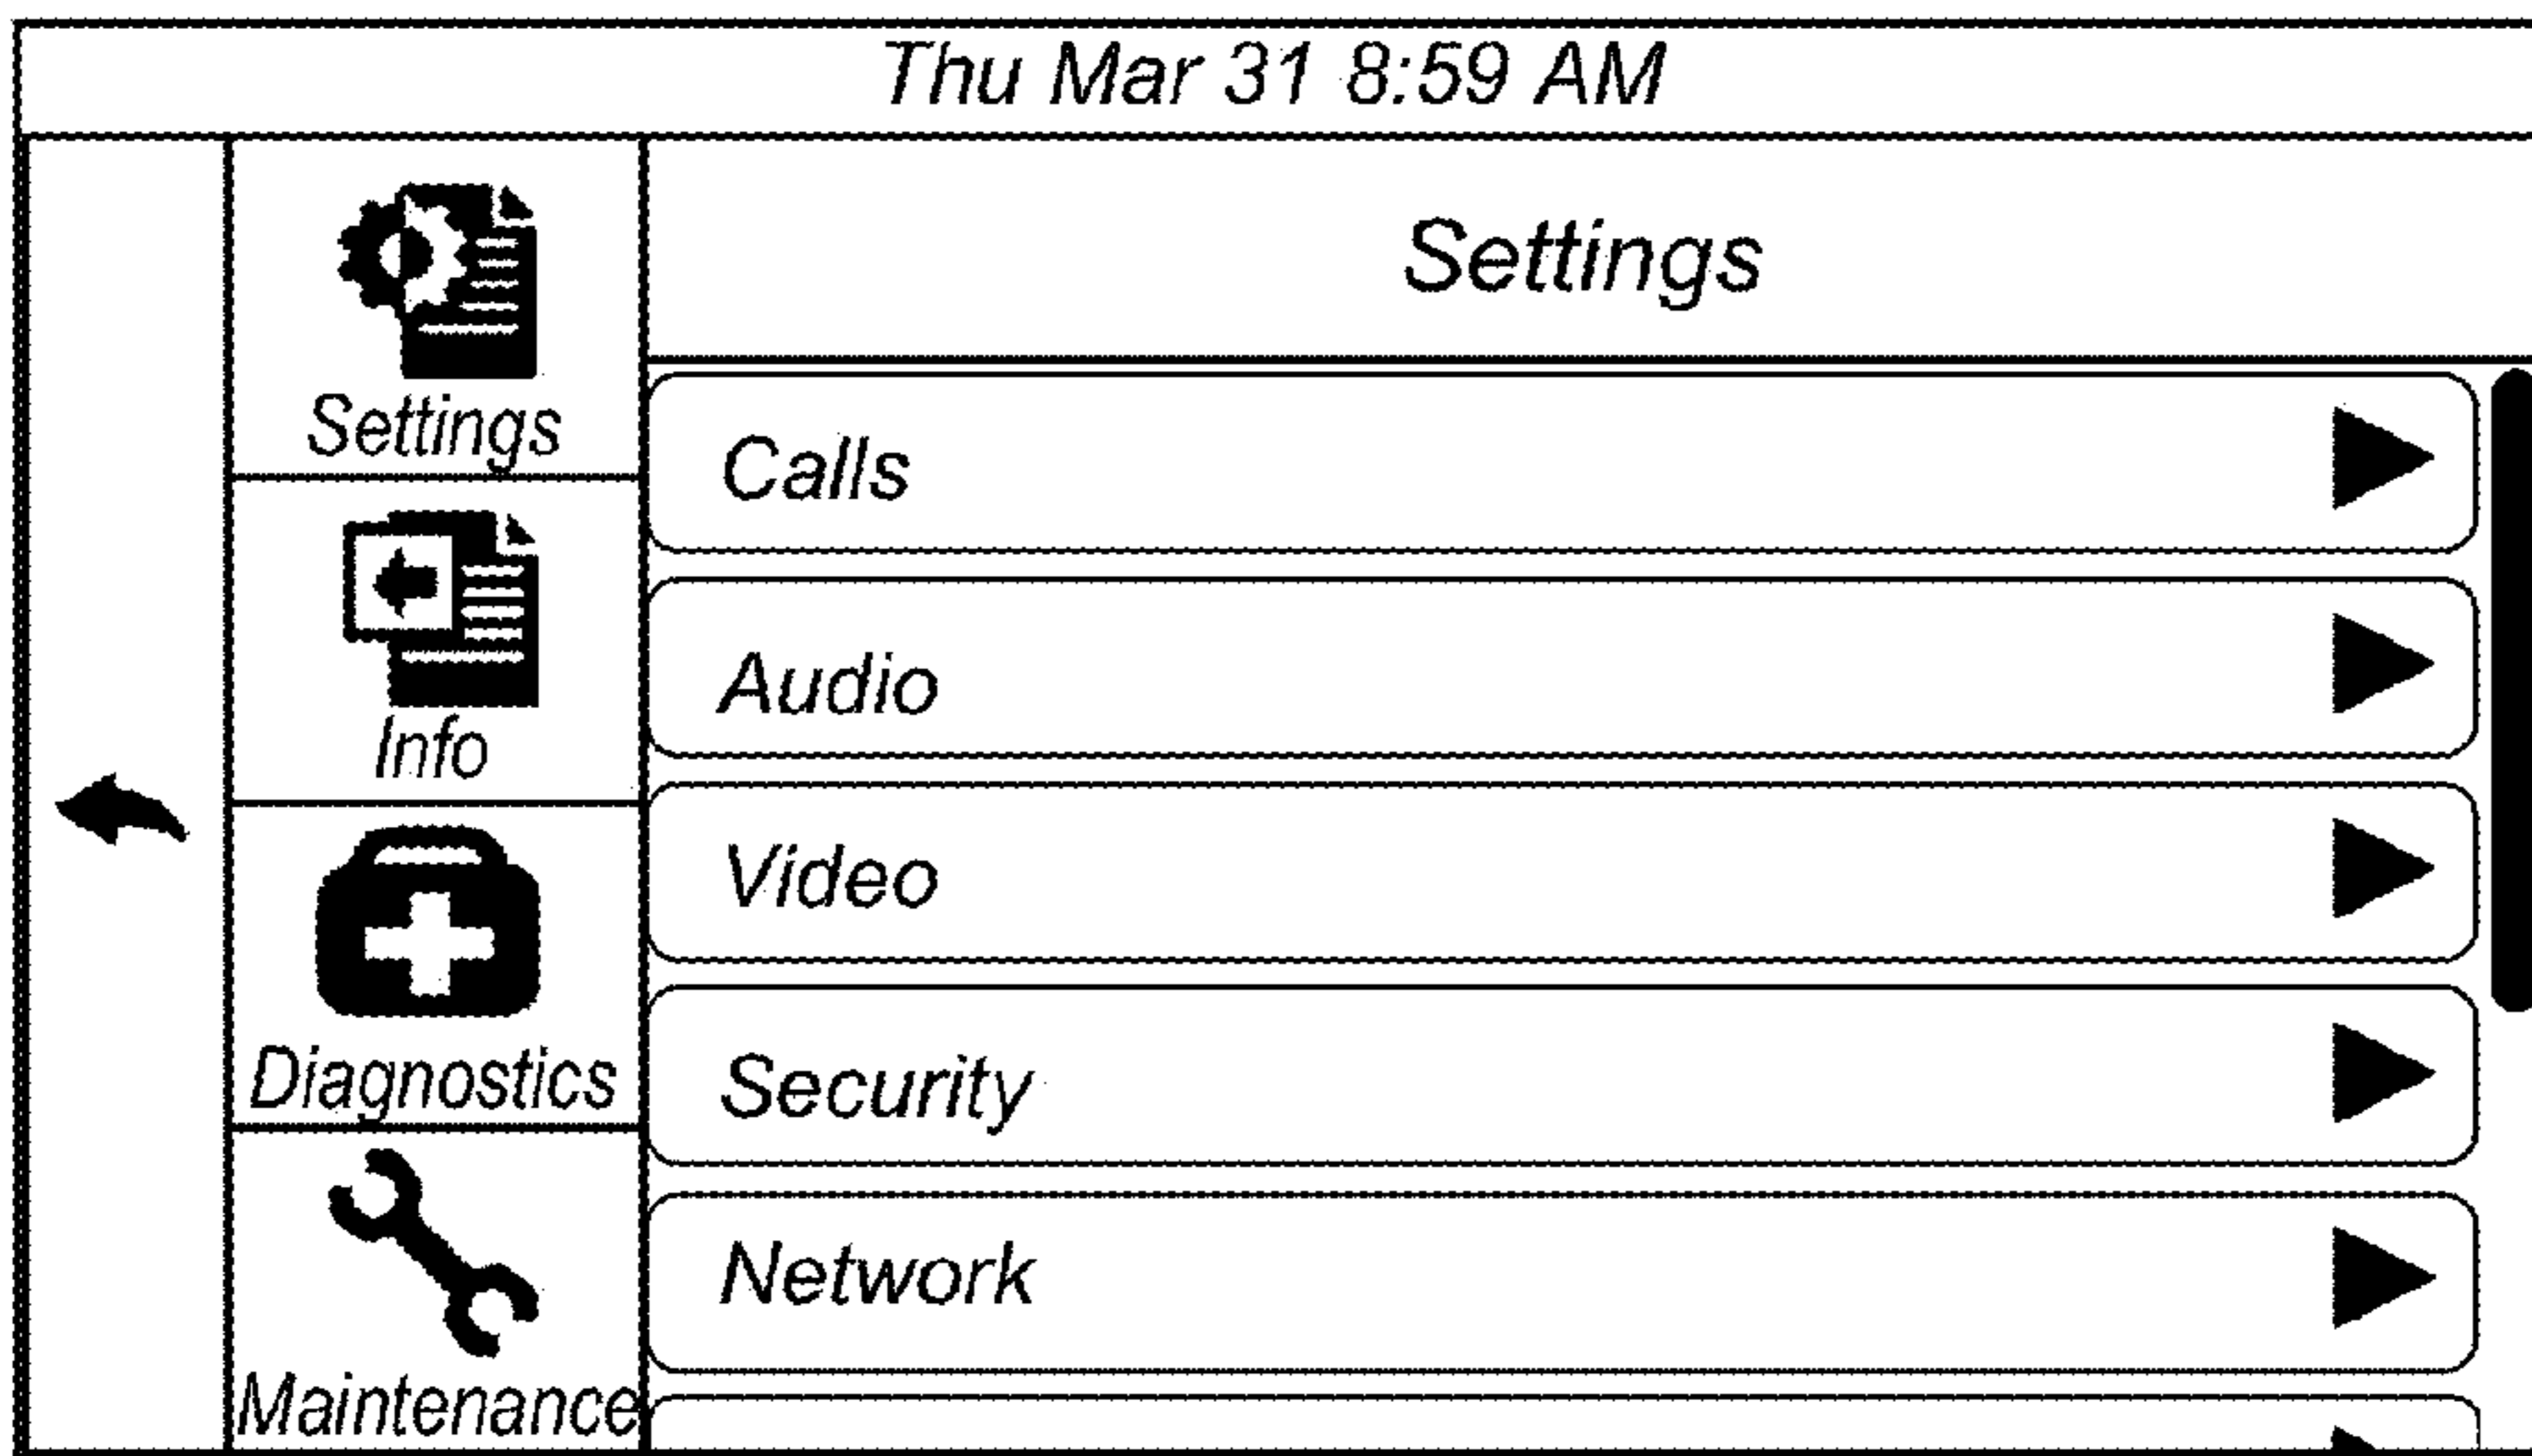 Thu Mar 31 8:59 AM
Settings
Info
Diagnostics
Maintenance
Settings
Calls
Audio
Video
Security
Network